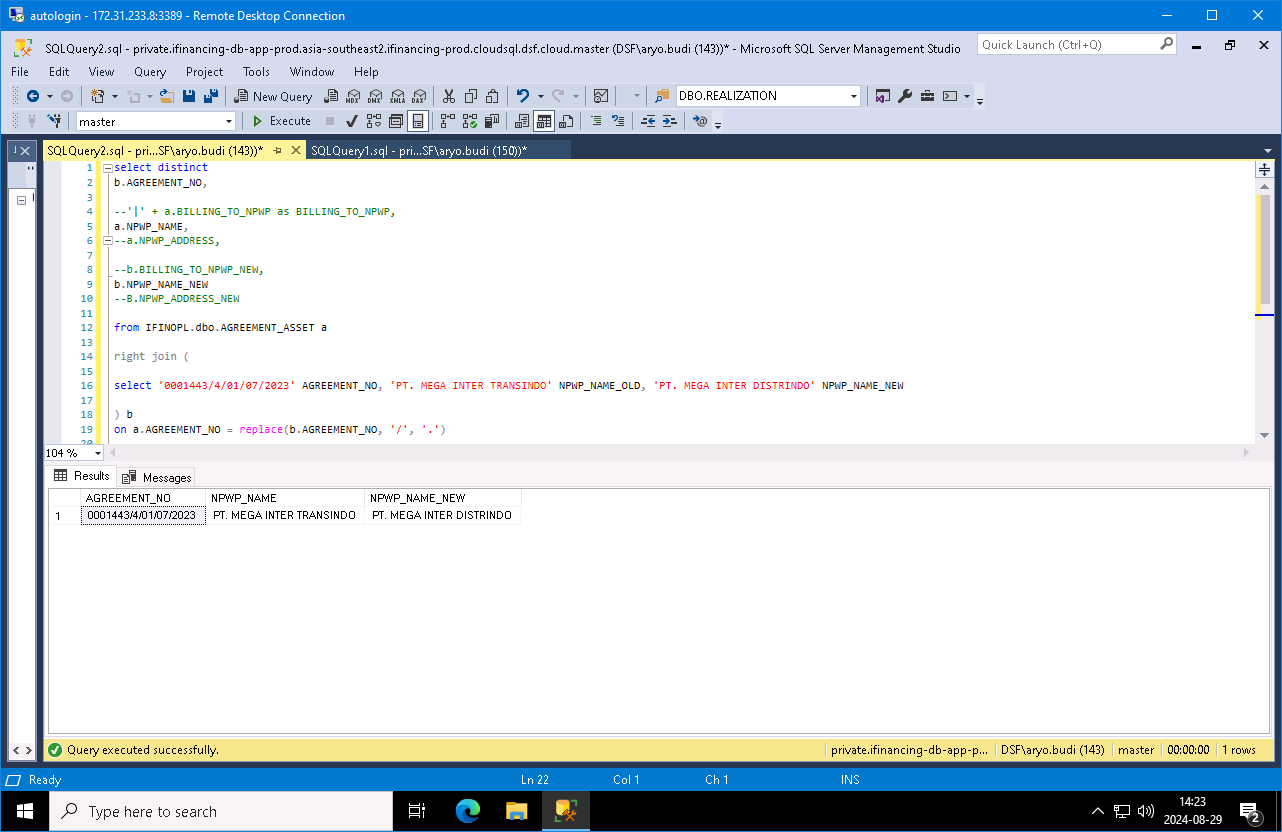 autologin - 172.31.233.8:3389 - Remote Desktop Connection
SQLQuery2.sql - private.ifinancing-db-app-prod.asia-southeast2.ifinancing-prod.cloudsql.dsf.cloud.master (DSF\aryo.budi (143))* - Microsoft SQL Server Management Studio
Quick Launch (Ctrl+Q)
File Edit View Query Project Tools Window Help
New Query MDX DMX XMLA DAX DBO.REALIZATION
master Execute
SQLQuery2.sql - pri...SF\aryo.budi (143))* SQLQuery1.sql - pri...SF\aryo.budi (150))*
1 select distinct
2 b.AGREEMENT_NO,
3
4 --'|' + a.BILLING_TO_NPWP as BILLING_TO_NPWP,
5 a.NPWP_NAME,
6 --a.NPWP_ADDRESS,
7
8 --b.BILLING_TO_NPWP_NEW,
9 b.NPWP_NAME_NEW
10 --B.NPWP_ADDRESS_NEW
11
12 from IFINOPL.dbo.AGREEMENT_ASSET a
13
14 right join (
15
16 select '0001443/4/01/07/2023' AGREEMENT_NO, 'PT. MEGA INTER TRANSINDO' NPWP_NAME_OLD, 'PT. MEGA INTER DISTRINDO' NPWP_NAME_NEW
17
18 ) b
19 on a.AGREEMENT_NO = replace(b.AGREEMENT_NO, '/', '.')
20
104 %
Results Messages
AGREEMENT_NO NPWP_NAME NPWP_NAME_NEW
1 0001443/4/01/07/2023 PT. MEGA INTER TRANSINDO PT. MEGA INTER DISTRINDO
Query executed successfully. private.ifinancing-db-app-p... DSF\aryo.budi (143) master 00:00:00 1 rows
Ready Ln 22 Col 1 Ch 1 INS
Type here to search
14:23
2024-08-29
2